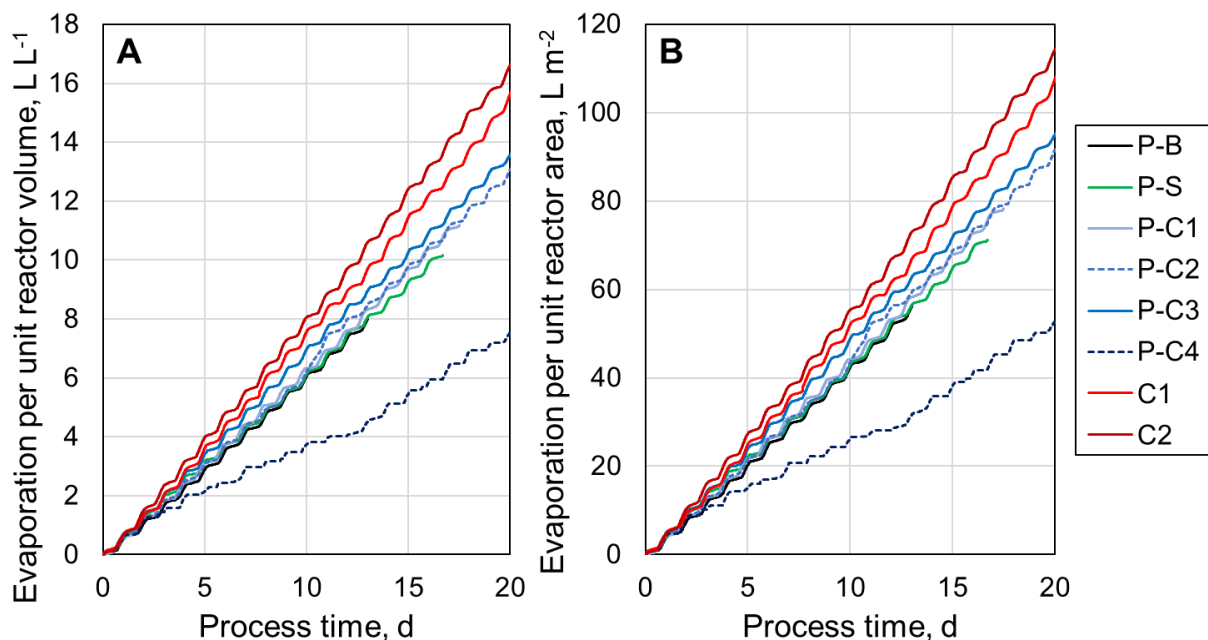 A
Evaporation per unit reactor volume, L L-1
18
16
14
12
10
8
6
4
2
0
0 5 10 15 20
Process time, d
B
Evaporation per unit reactor area, L m-2
120
100
80
60
40
20
0
0 5 10 15 20
Process time, d
P-B
P-S
P-C1
P-C2
P-C3
P-C4
C1
C2